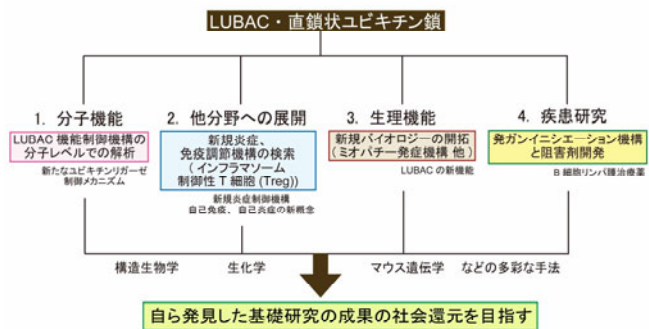 LUBAC・直鎖状ユビキチン鎖
1. 分子機能
LUBAC 機能制御機構の
分子レベルでの解析
新たなユビキチンリガーゼ
制御メカニズム
2. 他分野への展開
新規炎症、
免疫調節機構の検索
(インフラマソーム
制御性 T 細胞 (Treg))
新規炎症制御機構
自己免疫、自己炎症の新概念
3. 生理機能
新規バイオロジーの開拓
(ミオパチー発症機構 他)
LUBAC の新機能
4. 疾患研究
発ガン・イニシエーション機構
と阻害剤開発
B 細胞リンパ腫治療薬
構造生物学 生化学 マウス遺伝学 などの多彩な手法
自ら発見した基礎研究の成果の社会還元を目指す